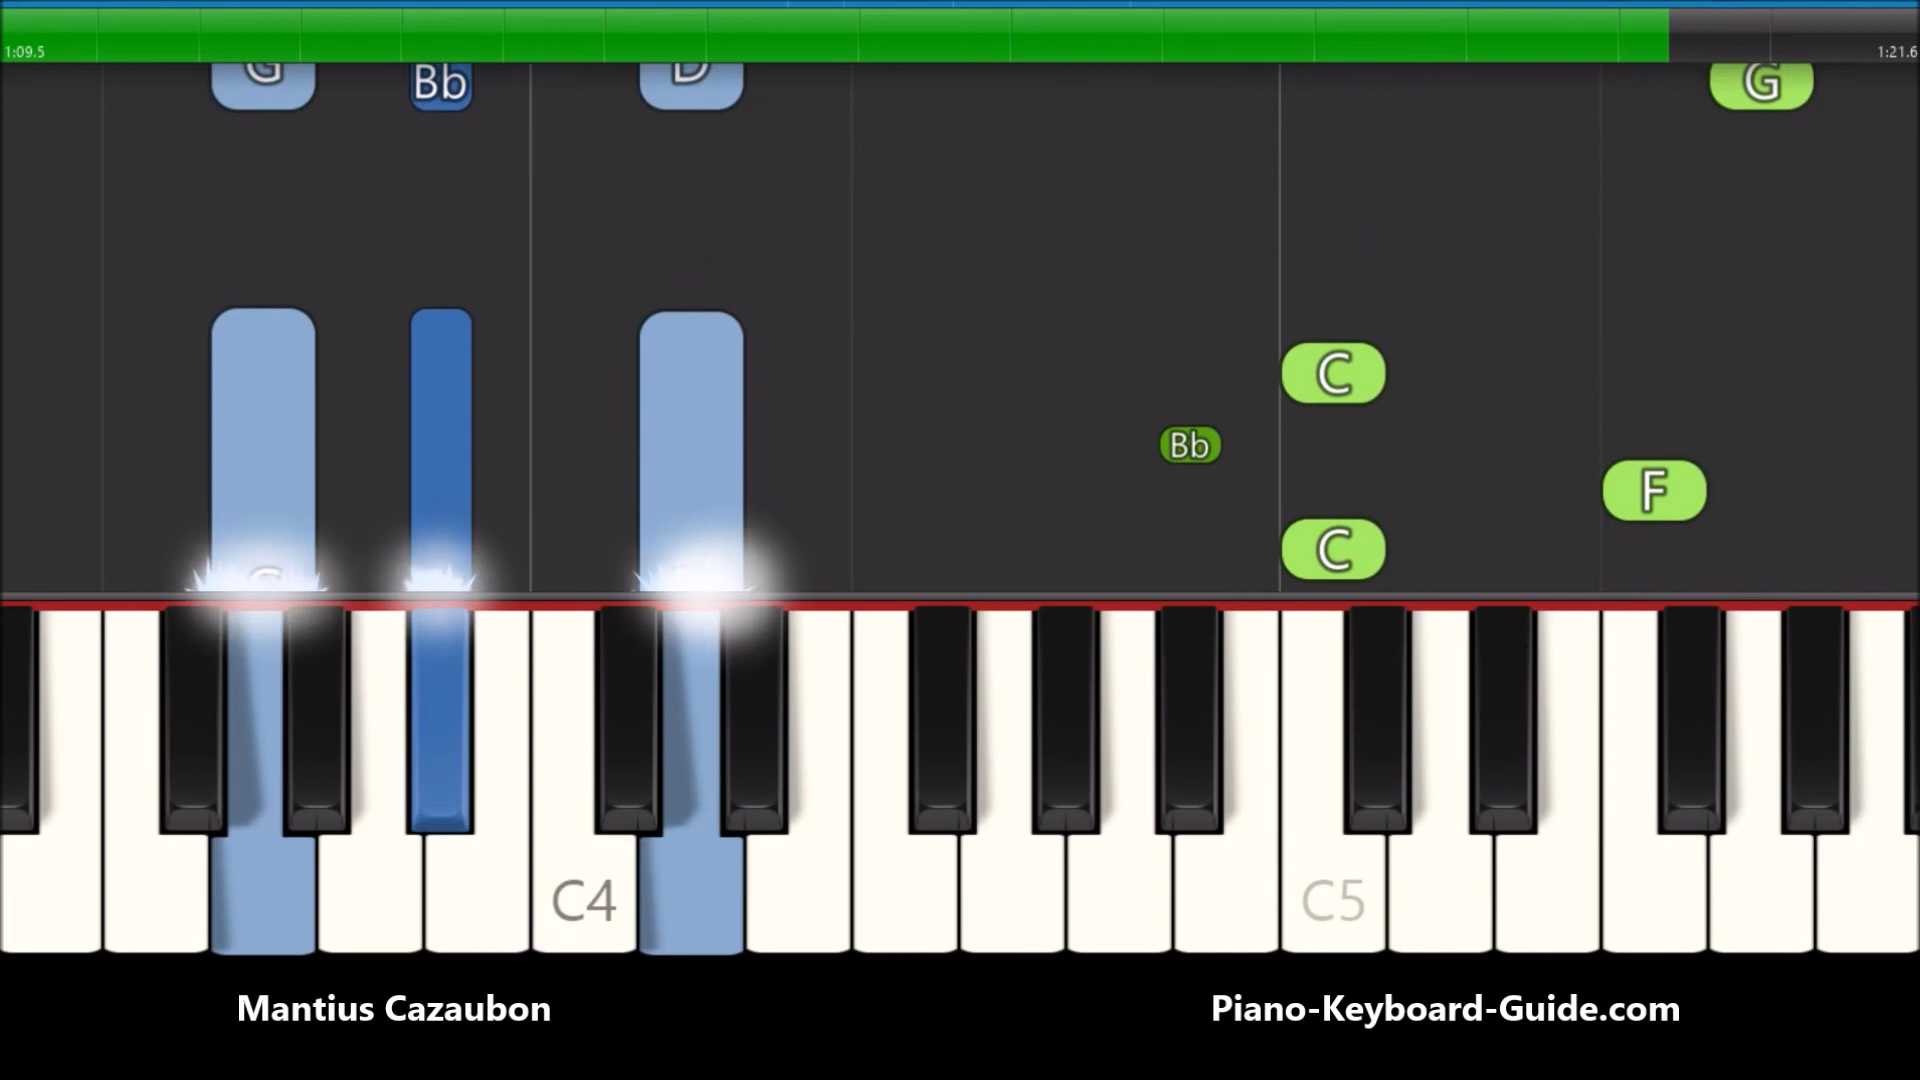 1:09.5
1:21.6
G Bb D G
C
Bb
F
C
G
C4 C5
Mantius Cazaubon
Piano-Keyboard-Guide.com